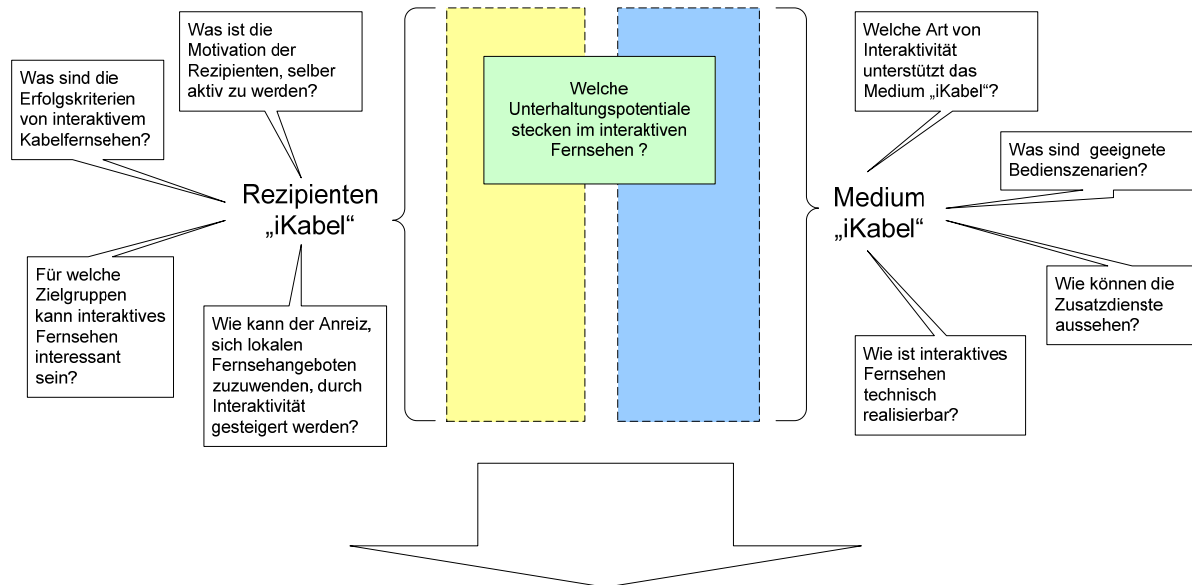 Was ist die
Motivation der
Rezipienten, selber
aktiv zu werden?
Was sind die
Erfolgskriterien
von interaktivem
Kabelfernsehen?
Rezipienten
„iKabel“
Für welche
Zielgruppen
kann interaktives
Fernsehen
interessant
sein?
Wie kann der Anreiz,
sich lokalen
Fernsehangeboten
zuzuwenden, durch
Interaktivität
gesteigert werden?
Welche
Unterhaltungspotentiale
stecken im interaktiven
Fernsehen ?
Welche Art von
Interaktivität
unterstützt das
Medium „iKabel“?
Was sind geeignete
Bedienszenarien?
Medium
„iKabel“
Wie können die
Zusatzdienste
aussehen?
Wie ist interaktives
Fernsehen
technisch
realisierbar?